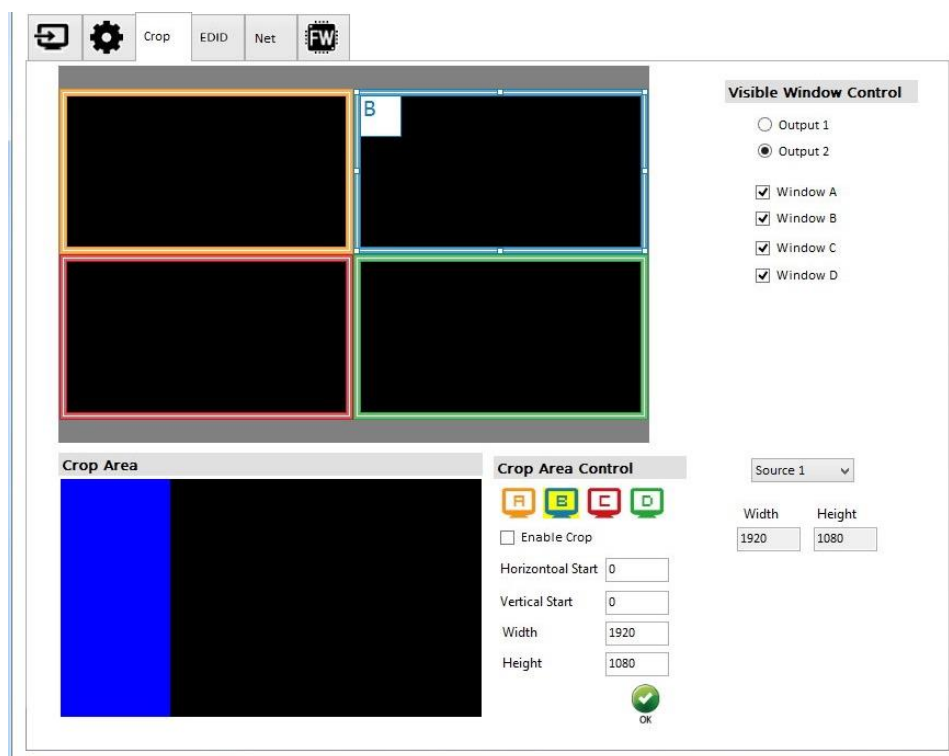 Crop EDID Net FW
Visible Window Control
Output 1
Output 2
Window A
Window B
Window C
Window D
B
Crop Area
Crop Area Control
A B C D
Enable Crop
Horizontoal Start 0
Vertical Start 0
Width 1920
Height 1080
OK
Source 1
Width Height
1920 1080